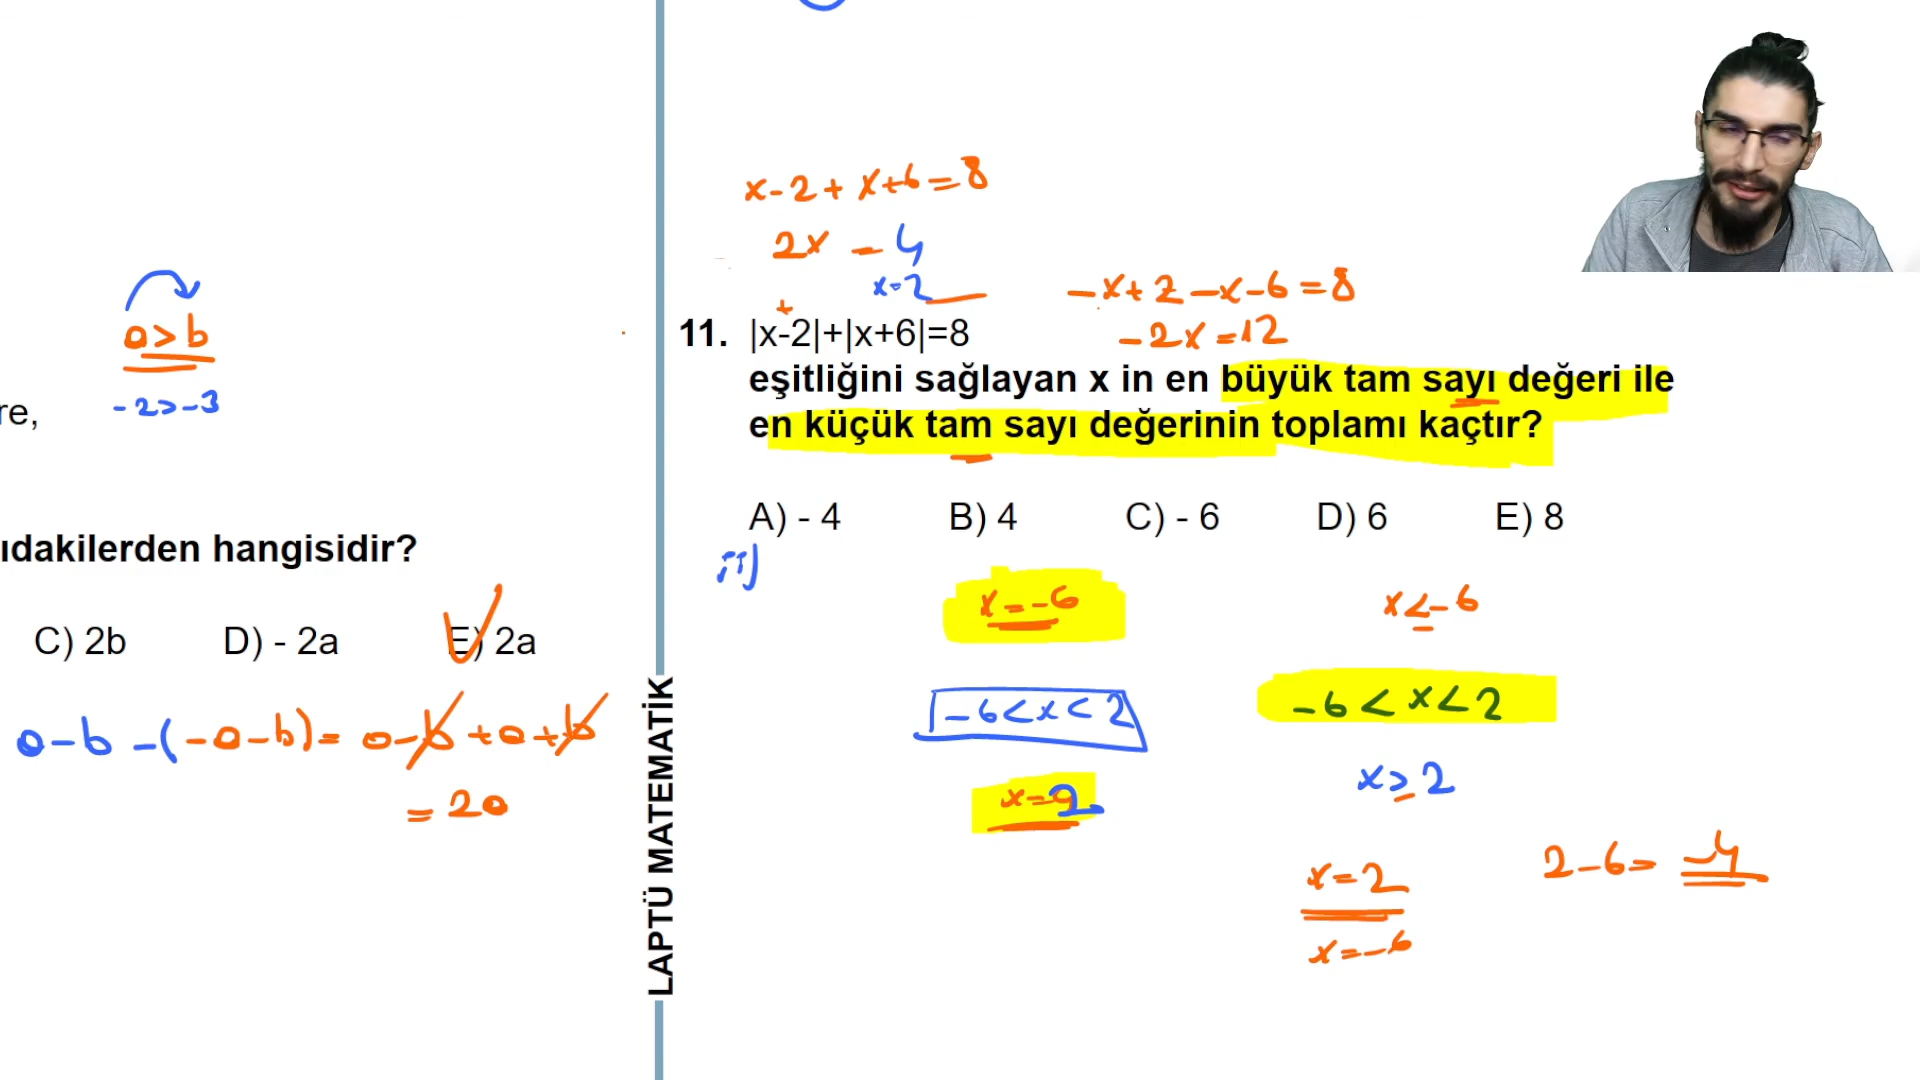 a>b
-2>-3
re,
ıdakilerden hangisidir?
C) 2b D) - 2a E) 2a
a-b-(-a-b)= a-b+a+b
= 2a
LAPTÜ MATEMATİK
x-2+x+6=8
2x = 4
x=2
-x+2-x-6=8
-2x=12
+
11. |x-2|+|x+6|=8
eşitliğini sağlayan x in en büyük tam sayı değeri ile
en küçük tam sayı değerinin toplamı kaçtır?
A) - 4 B) 4 C) - 6 D) 6 E) 8
x=-6
x≤-6
-6<x<2
-6<x<2
x≥2
x=2
x=2
x=-6
2-6= -4